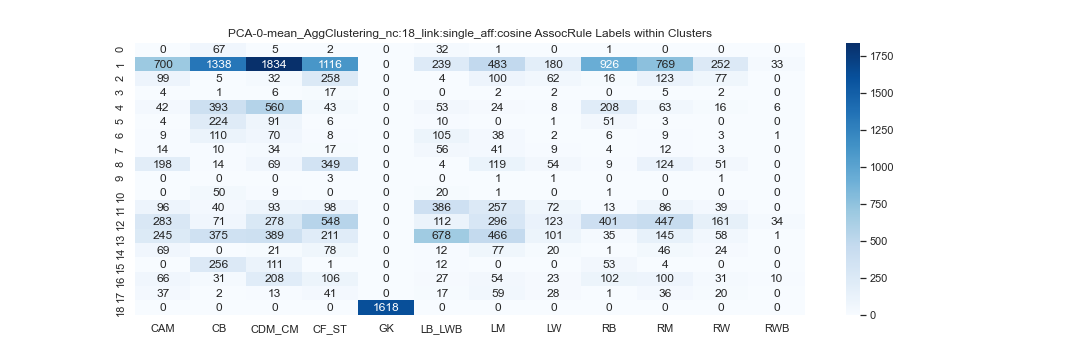 PCA-0-mean_AggClustering_nc:18_link:single_aff:cosine AssocRule Labels within Clusters
0 0 67 5 2 0 32 1 0 1 0 0 0
1 700 1338 1834 1116 0 239 483 180 926 769 252 33
2 99 5 32 258 0 4 100 62 16 123 77 0
3 4 1 6 17 0 0 2 2 0 5 2 0
4 42 393 560 43 0 53 24 8 208 63 16 6
5 4 224 91 6 0 10 0 1 51 3 0 0
6 9 110 70 8 0 105 38 2 6 9 3 1
7 14 10 34 17 0 56 41 9 4 12 3 0
8 198 14 69 349 0 4 119 54 9 124 51 0
9 0 0 0 3 0 0 1 1 0 0 1 0
10 0 50 9 0 0 20 1 0 1 0 0 0
11 96 40 93 98 0 386 257 72 13 86 39 0
12 283 71 278 548 0 112 296 123 401 447 161 34
13 245 375 389 211 0 678 466 101 35 145 58 1
14 69 0 21 78 0 12 77 20 1 46 24 0
15 0 256 111 1 0 12 0 0 53 4 0 0
16 66 31 208 106 0 27 54 23 102 100 31 10
17 37 2 13 41 0 17 59 28 1 36 20 0
18 0 0 0 0 1618 0 0 0 0 0 0 0
CAM CB CDM_CM CF_ST GK LB_LWB LM LW RB RM RW RWB
1750
1500
1250
1000
750
500
250
0